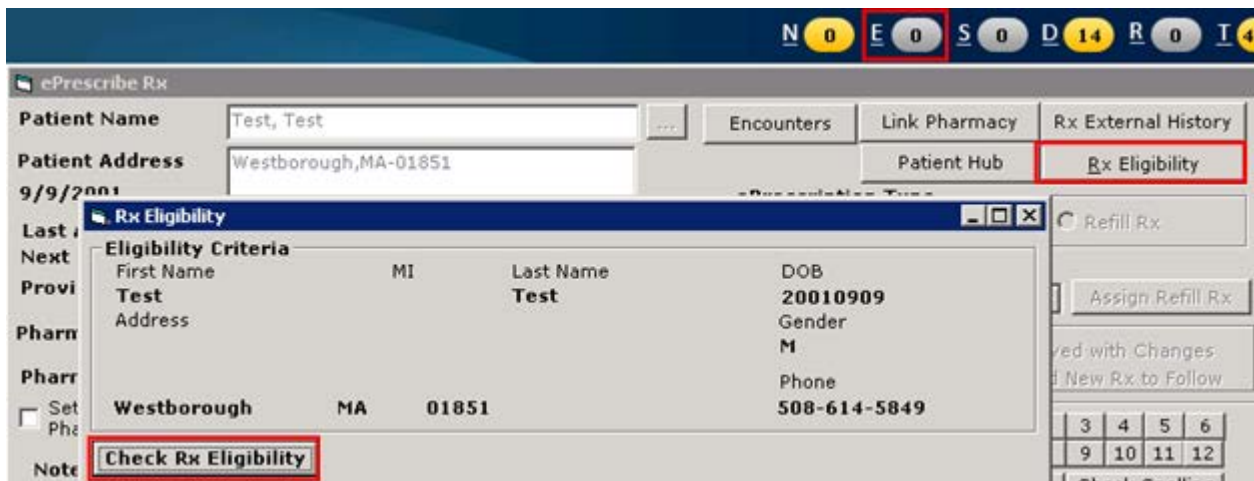 N 0 E 0 S 0 D 14 R 0 T 4
ePrescribe Rx
Patient Name Test, Test ... Encounters Link Pharmacy Rx External History
Patient Address Westborough,MA-01851 Patient Hub Rx Eligibility
9/9/2001
Rx Eligibility
Refill Rx
Eligibility Criteria
Next
First Name MI Last Name DOB
Test Test 20010909
Assign Refill Rx
Address Gender
M
with Changes
New Rx to Follow
Phone
Westborough MA 01851 508-614-5849
Set
3 4 5 6
Check Rx Eligibility
9 10 11 12